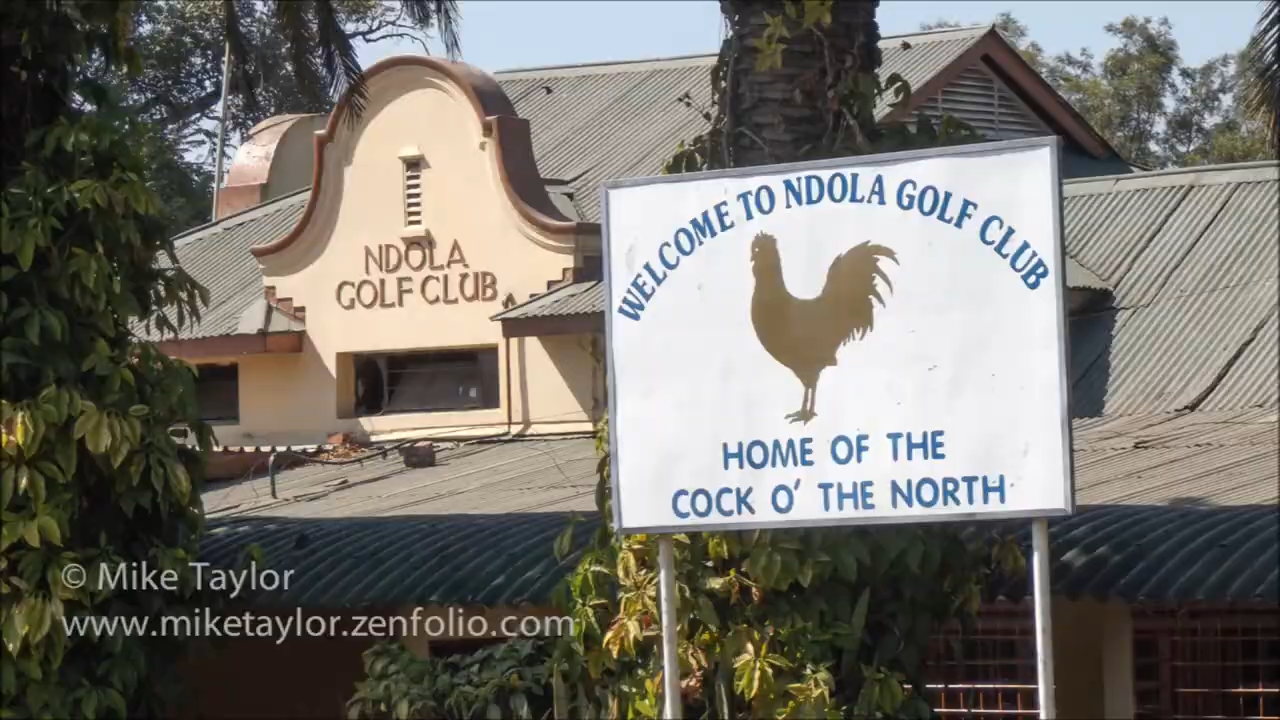 NDOLA
GOLF CLUB
WELCOME TO NDOLA GOLF CLUB
HOME OF THE
COCK O' THE NORTH
© Mike Taylor
www.miketaylor.zenfolio.com